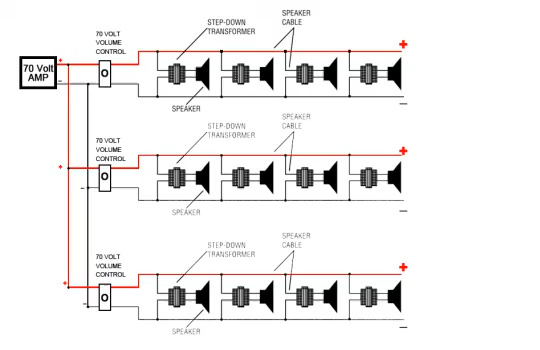 SPEAKER
CABLE
STEP-DOWN
TRANSFORMER
70 VOLT
VOLUME
CONTROL
+
70 Volt
AMP
+
-
O
SPEAKER
—
STEP-DOWN
TRANSFORMER
SPEAKER
CABLE
70 VOLT
VOLUME
CONTROL
+
+
O
-
SPEAKER
—
STEP-DOWN
TRANSFORMER
SPEAKER
CABLE
70 VOLT
VOLUME
CONTROL
+
+
O
-
SPEAKER
—